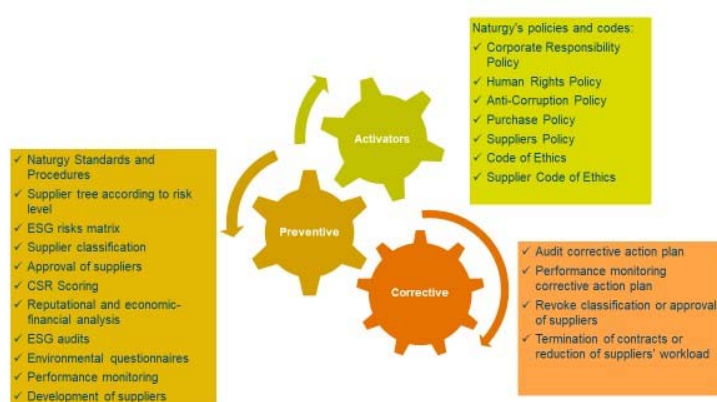 Naturgy's policies and codes:
✓ Corporate Responsibility
Policy
✓ Human Rights Policy
✓ Anti-Corruption Policy
✓ Purchase Policy
✓ Suppliers Policy
✓ Code of Ethics
✓ Supplier Code of Ethics
Activators
✓ Naturgy Standards and
Procedures
✓ Supplier tree according to risk
level
✓ ESG risks matrix
✓ Supplier classification
✓ Approval of suppliers
✓ CSR Scoring
✓ Reputational and economic-
financial analysis
✓ ESG audits
✓ Environmental questionnaires
✓ Performance monitoring
✓ Development of suppliers
Preventive
Corrective
✓ Audit corrective action plan
✓ Performance monitoring
corrective action plan
✓ Revoke classification or approval
of suppliers
✓ Termination of contracts or
reduction of suppliers' workload